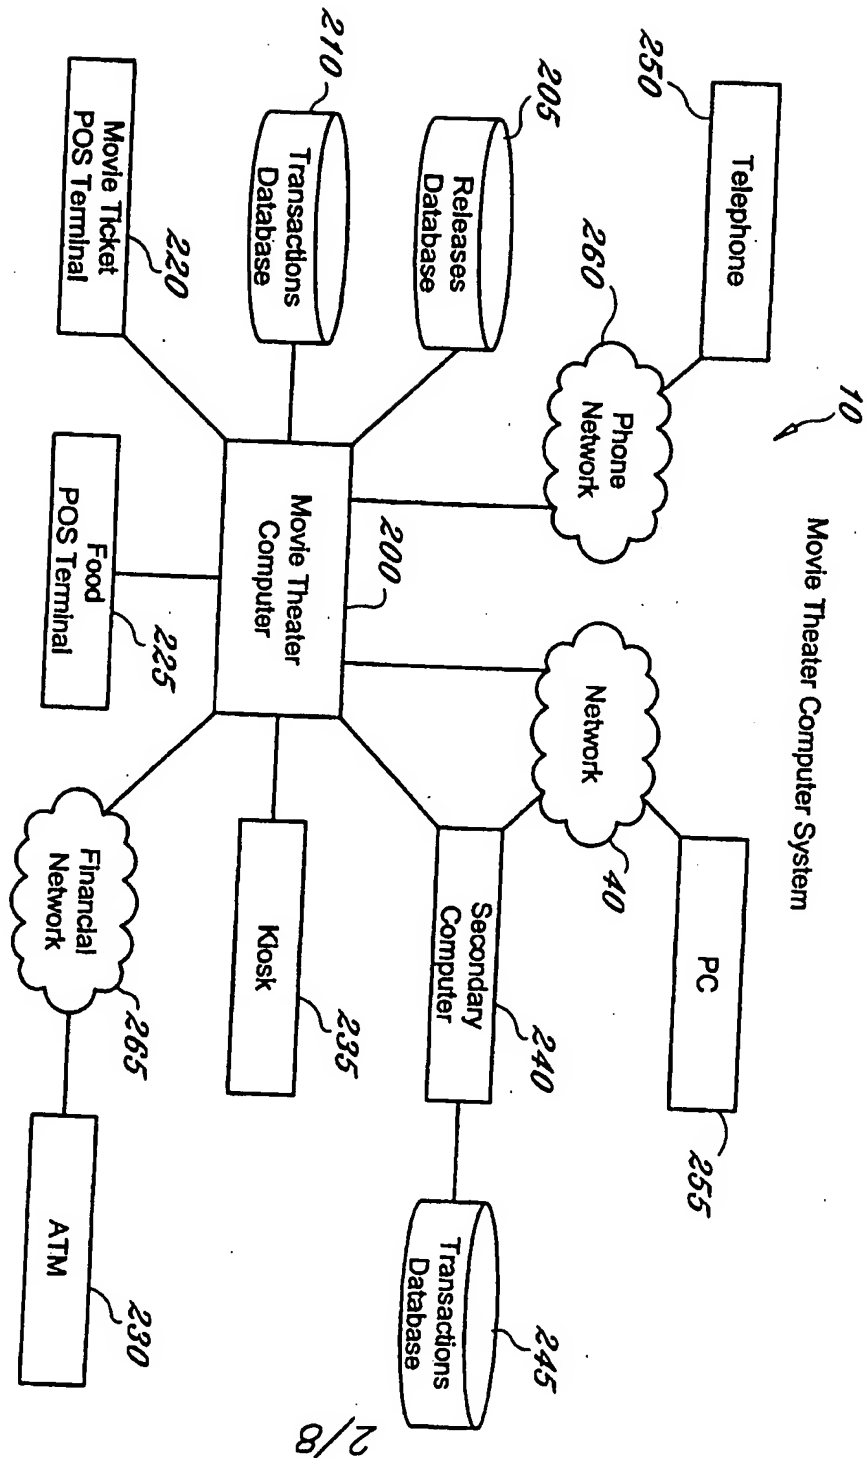 2/8
Movie Theater Computer System
10
Telephone
250
PC
255
Phone
Network
260
Network
40
Releases
Database
205
Secondary
Computer
240
Transactions
Database
245
Transactions
Database
210
Movie Theater
Computer
200
Kiosk
235
Movie Ticket
POS Terminal
220
Food
POS Terminal
225
Financial
Network
265
ATM
230